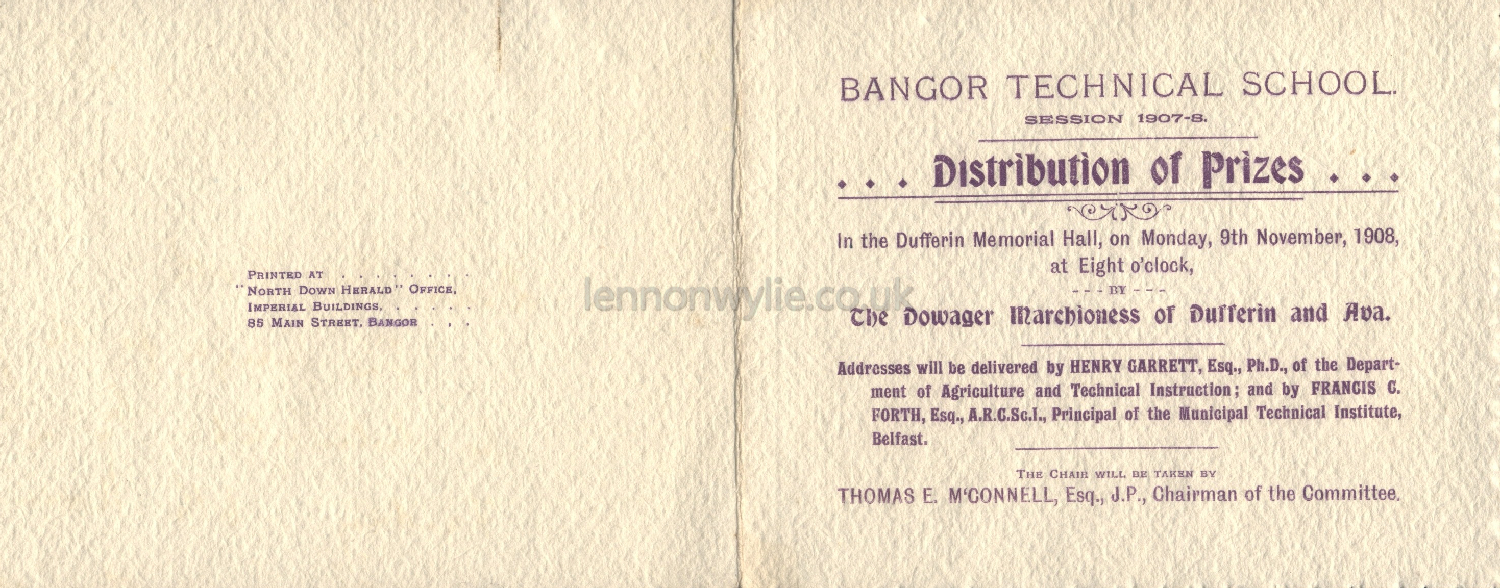 PRINTED AT . . . . . . . .
"NORTH DOWN HERALD" OFFICE,
IMPERIAL BUILDINGS, . . . . .
85 MAIN STREET, BANGOR . . .
lennonwylie.co.uk
BANGOR TECHNICAL SCHOOL.
SESSION 1907-8.
. . . Distribution of Prizes . . .
In the Dufferin Memorial Hall, on Monday, 9th November, 1908,
at Eight o'clock,
--- BY ---
The Dowager Marchioness of Dufferin and Ava.
Addresses will be delivered by HENRY GARRETT, Esq., Ph.D., of the Depart-
ment of Agriculture and Technical Instruction; and by FRANCIS C.
FORTH, Esq., A.R.C.Sc.I., Principal of the Municipal Technical Institute,
Belfast.
THE CHAIR WILL BE TAKEN BY
THOMAS E. M'CONNELL, Esq., J.P., Chairman of the Committee.